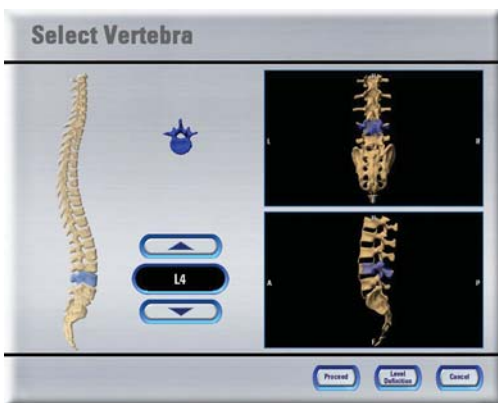 Select Vertebra
L
R
A
P
L4
Proceed
Level
Definition
Cancel